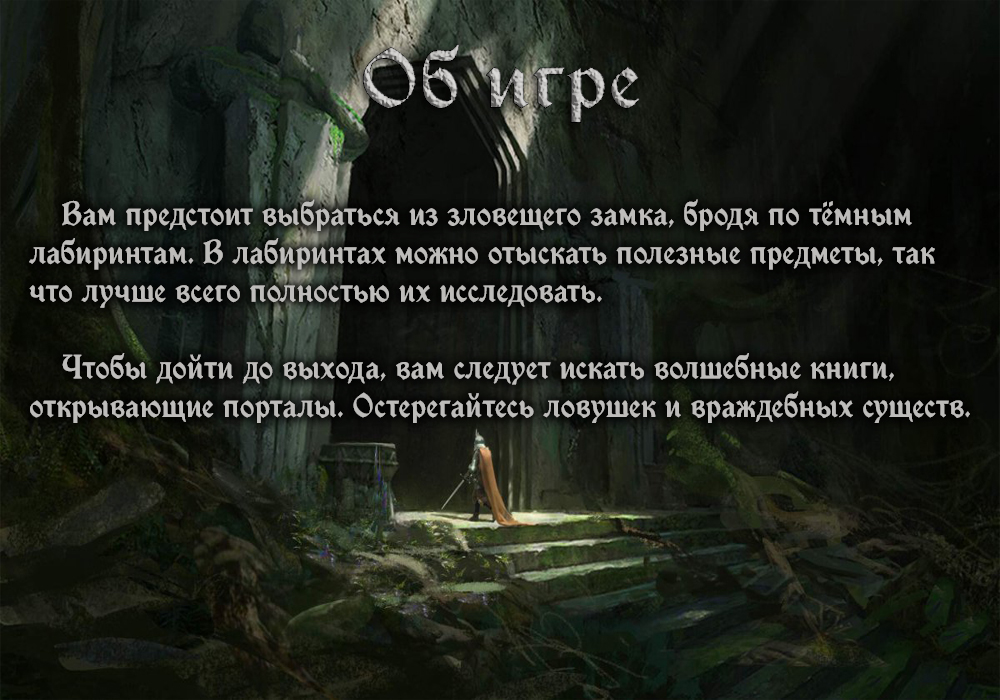 Об игре
Вам предстоит выбраться из зловещего замка, бродя по тёмным
лабиринтам. В лабиринтах можно отыскать полезные предметы, так
что лучше всего полностью их исследовать.
Чтобы дойти до выхода, вам следует искать волшебные книги,
открывающие порталы. Остерегайтесь ловушек и враждебных существ.